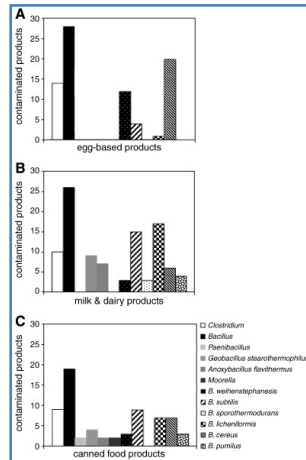 A
contaminated products
30
25
20
15
10
5
0
egg-based products
B
contaminated products
30
25
20
15
10
5
0
milk & dairy products
C
contaminated products
30
25
20
15
10
5
0
canned food products
Clostridium
Bacillus
Paenibacillus
Geobacillus stearothermophilus
Anoxybacillus flavithermus
Moorella
B. weihenstephanesis
B. subtilis
B. sporothermodurans
B. licheniformis
B. cereus
B. pumilus